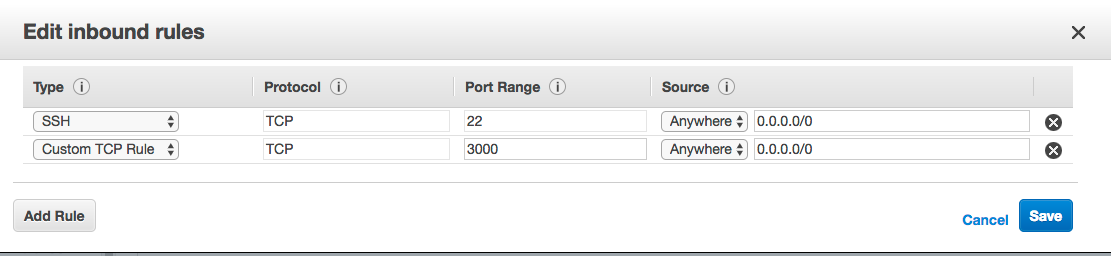 Edit inbound rules
Type Protocol Port Range Source
SSH TCP 22 Anywhere 0.0.0.0/0
Custom TCP Rule TCP 3000 Anywhere 0.0.0.0/0
Add Rule Cancel Save